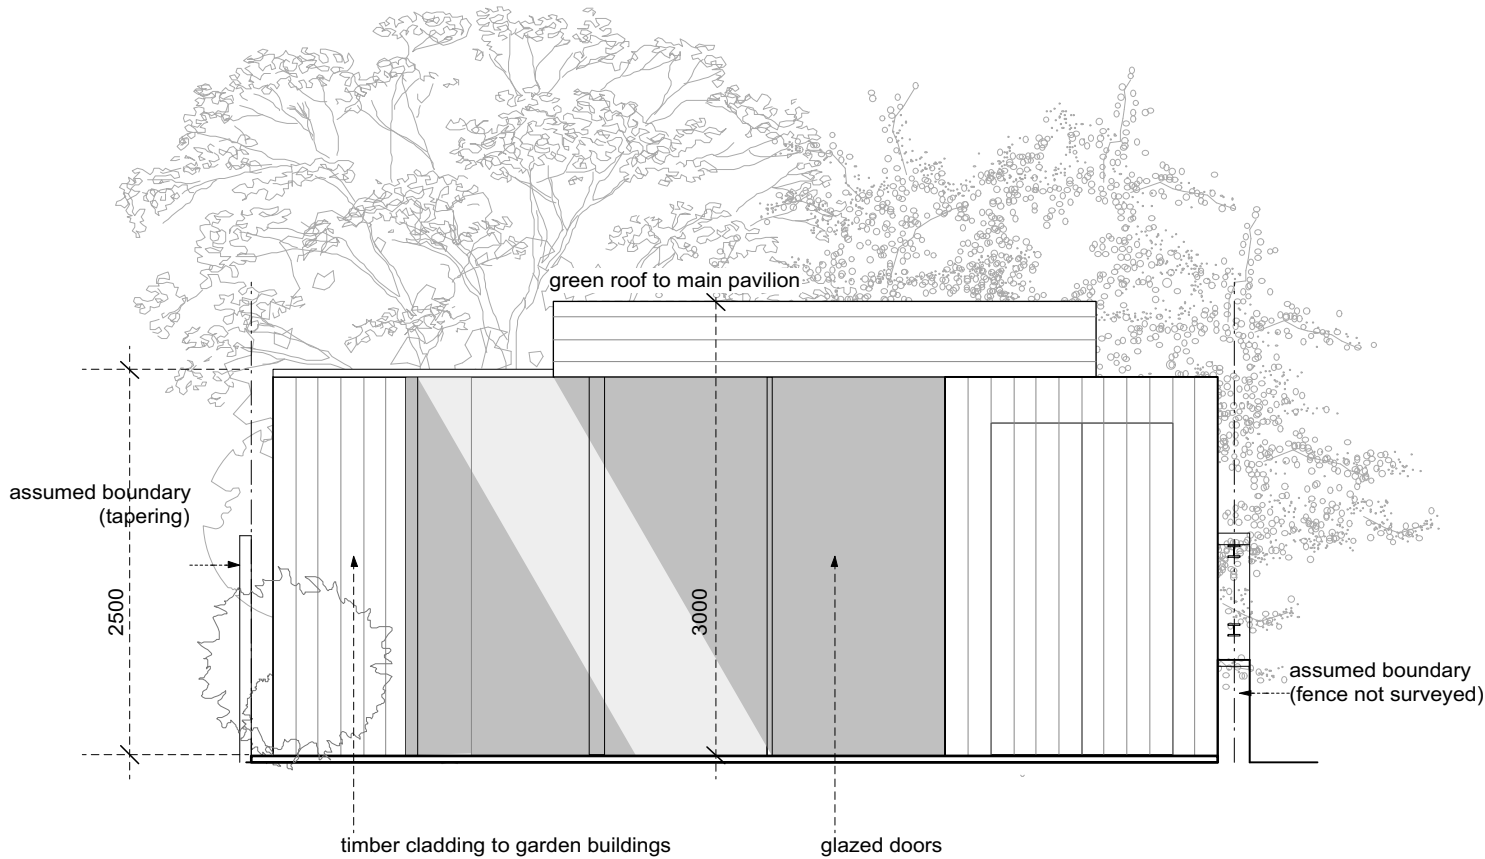 green roof to main pavilion
assumed boundary
(tapering)
2500
3000
assumed boundary
(fence not surveyed)
timber cladding to garden buildings
glazed doors